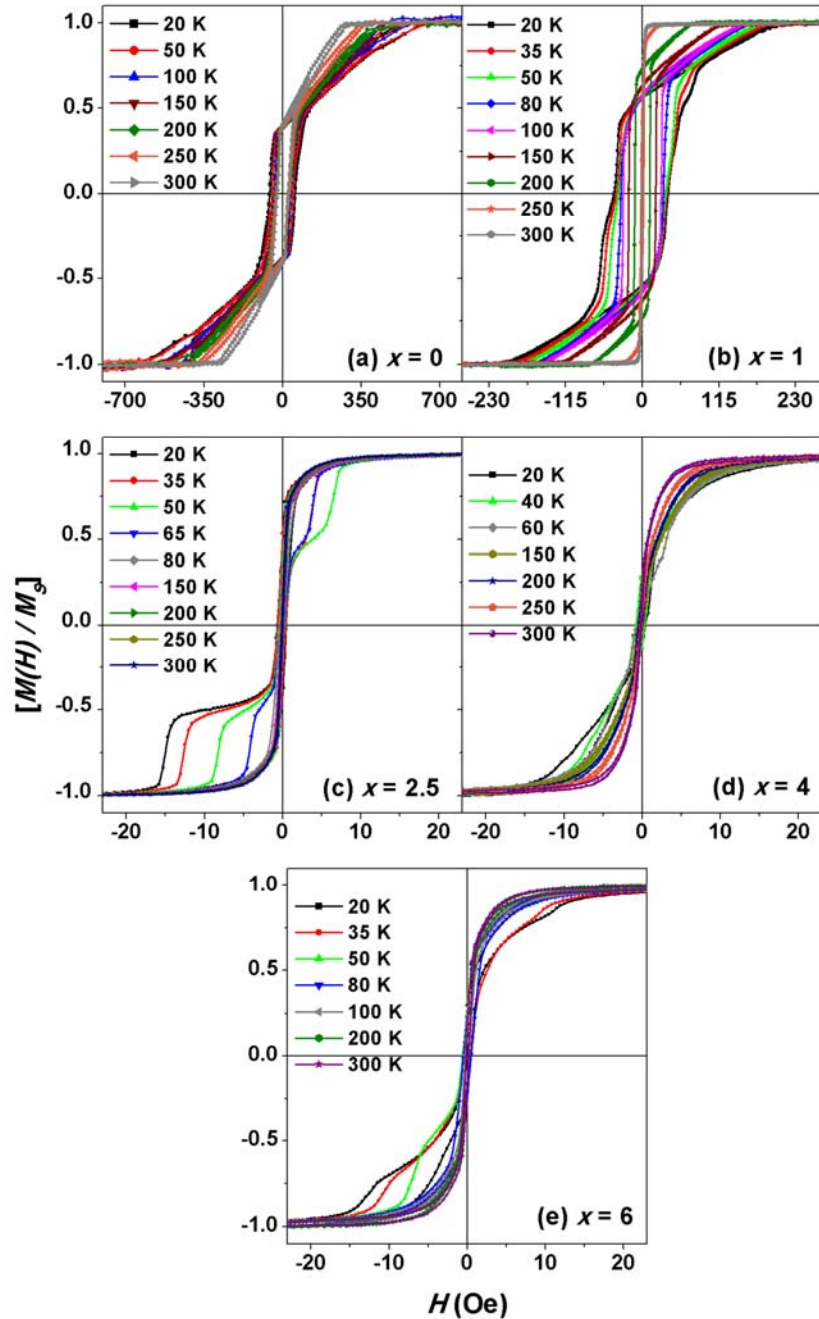 [M(H) / M_S]
1.0
0.5
0.0
-0.5
-1.0
20 K
50 K
100 K
150 K
200 K
250 K
300 K
(a) x = 0
-700 -350 0 350 700
20 K
35 K
50 K
80 K
100 K
150 K
200 K
250 K
300 K
(b) x = 1
-230 -115 0 115 230
1.0
0.5
0.0
-0.5
-1.0
20 K
35 K
50 K
65 K
80 K
150 K
200 K
250 K
300 K
(c) x = 2.5
-20 -10 0 10 20
20 K
40 K
60 K
150 K
200 K
250 K
300 K
(d) x = 4
-20 -10 0 10 20
1.0
0.5
0.0
-0.5
-1.0
20 K
35 K
50 K
80 K
100 K
200 K
300 K
(e) x = 6
-20 -10 0 10 20
H (Oe)